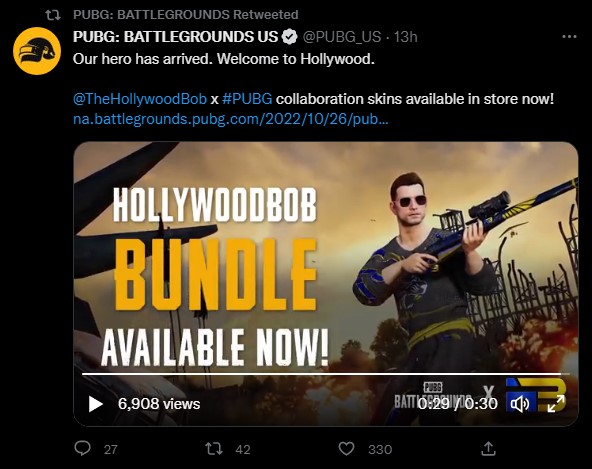 PUBG: BATTLEGROUNDS Retweeted
PUBG: BATTLEGROUNDS US @PUBG_US · 13h
Our hero has arrived. Welcome to Hollywood.
@TheHollywoodBob x #PUBG collaboration skins available in store now!
na.battlegrounds.pubg.com/2022/10/26/pub...
HOLLYWOODBOB
BUNDLE
AVAILABLE NOW!
PUBG
BATTLEGROUNDS X
6,908 views
0:29 / 0:30
27
42
330